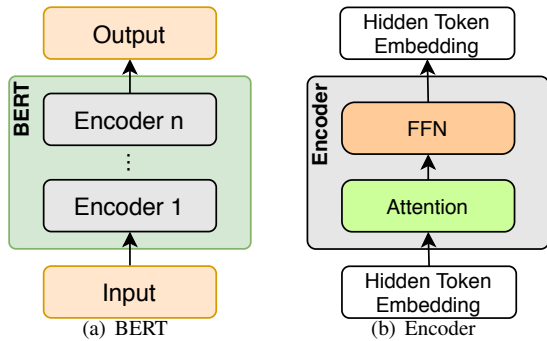 Output
BERT
Encoder n
...
Encoder 1
Input
(a) BERT
Hidden Token
Embedding
Encoder
FFN
Attention
Hidden Token
Embedding
(b) Encoder